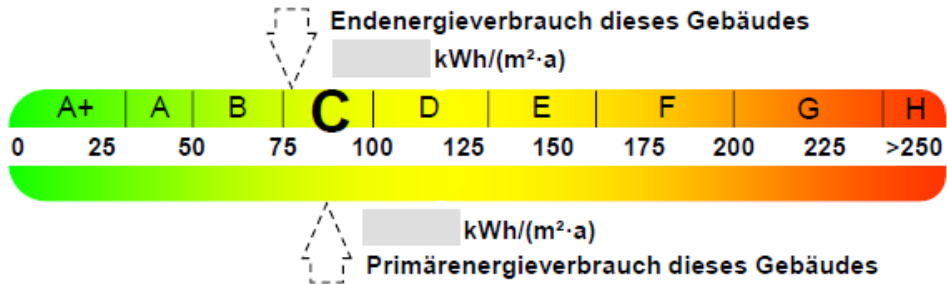 Endenergieverbrauch dieses Gebäudes
kWh/(m²·a)
A+ A B C D E F G H
0 25 50 75 100 125 150 175 200 225 >250
kWh/(m²·a)
Primärenergieverbrauch dieses Gebäudes